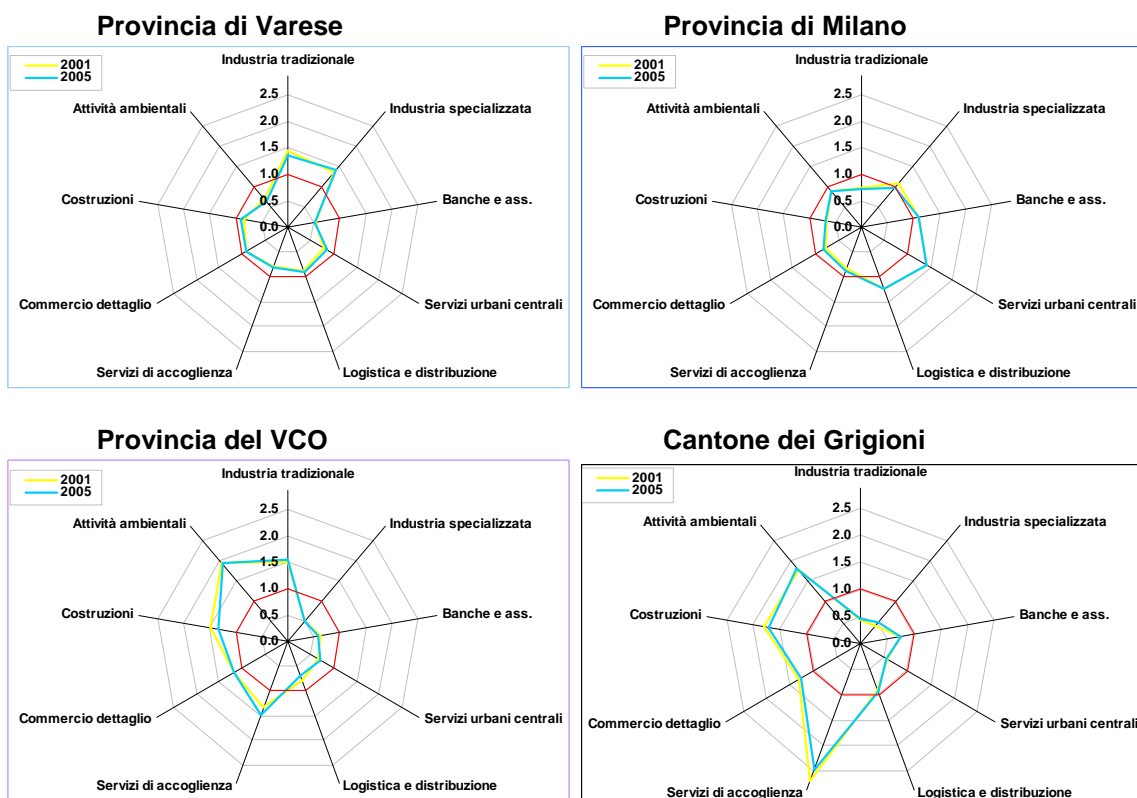 Provincia di Varese
2001
2005
Industria tradizionale
Attività ambientali
Industria specializzata
2.5
2.0
1.5
1.0
0.5
0.0
Costruzioni
Banche e ass.
Commercio dettaglio
Servizi urbani centrali
Servizi di accoglienza
Logistica e distribuzione
Provincia di Milano
2001
2005
Industria tradizionale
Attività ambientali
Industria specializzata
2.5
2.0
1.5
1.0
0.5
0.0
Costruzioni
Banche e ass.
Commercio dettaglio
Servizi urbani centrali
Servizi di accoglienza
Logistica e distribuzione
Provincia del VCO
2001
2005
Industria tradizionale
Attività ambientali
Industria specializzata
2.5
2.0
1.5
1.0
0.5
0.0
Costruzioni
Banche e ass.
Commercio dettaglio
Servizi urbani centrali
Servizi di accoglienza
Logistica e distribuzione
Cantone dei Grigioni
2001
2005
Industria tradizionale
Attività ambientali
Industria specializzata
2.5
2.0
1.5
1.0
0.5
0.0
Costruzioni
Banche e ass.
Commercio dettaglio
Servizi urbani centrali
Servizi di accoglienza
Logistica e distribuzione